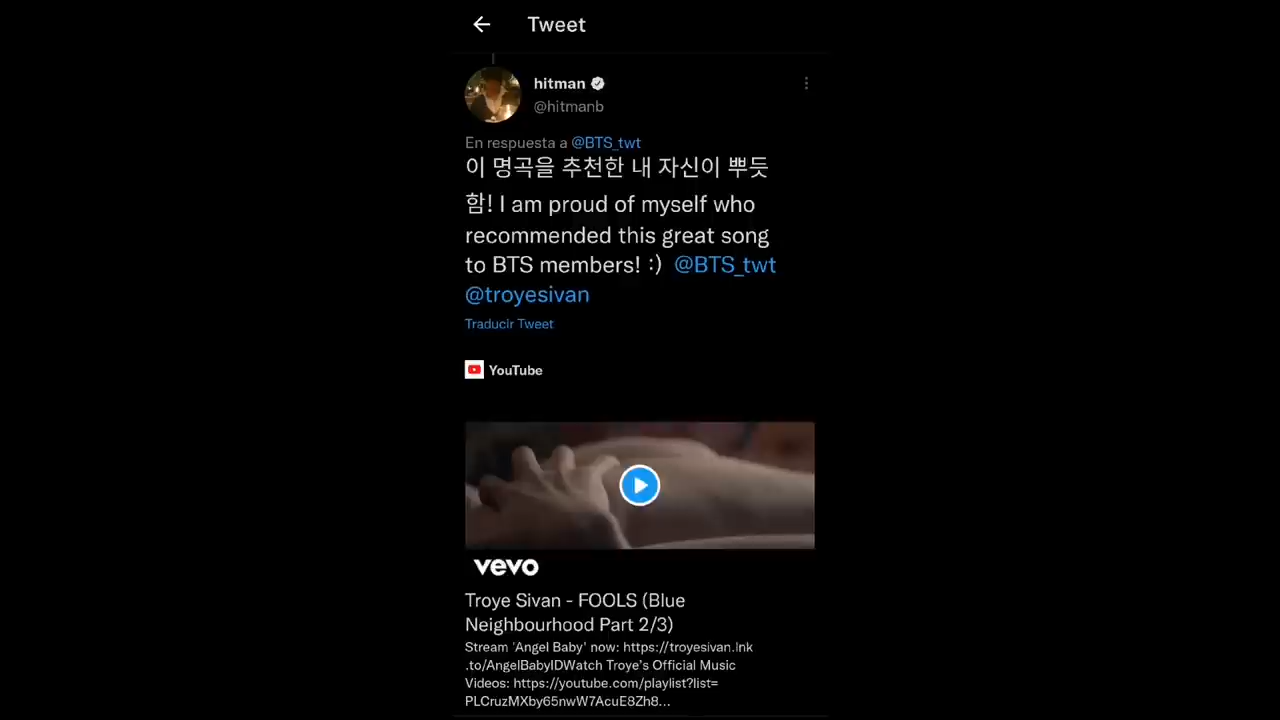 Tweet
hitman
@hitmanb
En respuesta a @BTS_twt
이 명곡을 추천한 내 자신이 뿌듯
함! I am proud of myself who
recommended this great song
to BTS members! :) @BTS_twt
@troyesivan
Traducir Tweet
YouTube
vevo
Troye Sivan - FOOLS (Blue
Neighbourhood Part 2/3)
Stream 'Angel Baby' now: https://troyesivan.lnk
.to/AngelBabyIDWatch Troye's Official Music
Videos: https://youtube.com/playlist?list=
PLCruzMXby65nwW7AcuE8Zh8...